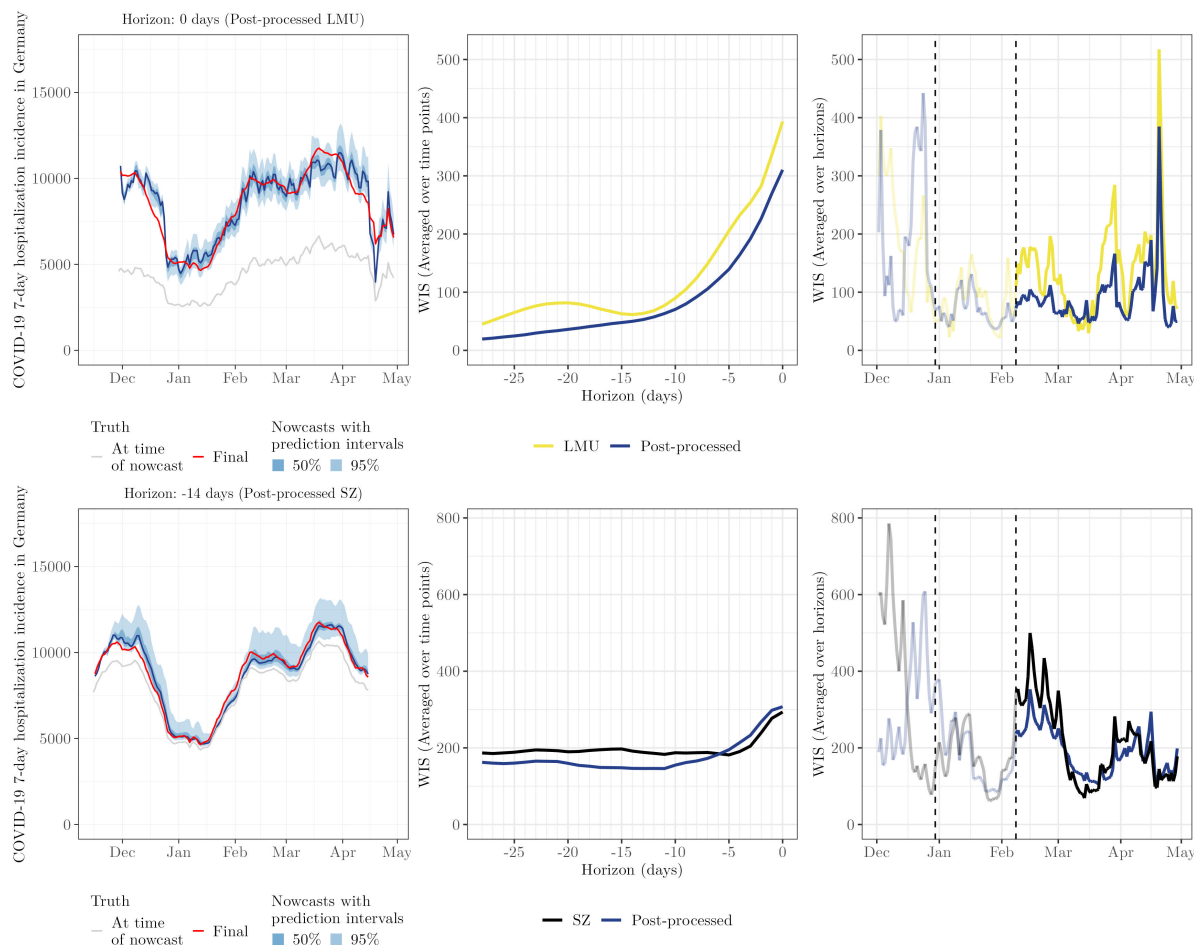 Horizon: 0 days (Post-processed LMU)
COVID-19 7-day hospitalization incidence in Germany
15000
10000
5000
0
Dec Jan Feb Mar Apr May
Truth
At time
of nowcast
Final
Nowcasts with
prediction intervals
50% 95%
WIS (Averaged over time points)
500
400
300
200
100
0
-25 -20 -15 -10 -5 0
Horizon (days)
LMU Post-processed
WIS (Averaged over horizons)
500
400
300
200
100
0
Dec Jan Feb Mar Apr May
Horizon: -14 days (Post-processed SZ)
COVID-19 7-day hospitalization incidence in Germany
15000
10000
5000
0
Dec Jan Feb Mar Apr May
Truth
At time
of nowcast
Final
Nowcasts with
prediction intervals
50% 95%
WIS (Averaged over time points)
800
600
400
200
0
-25 -20 -15 -10 -5 0
Horizon (days)
SZ Post-processed
WIS (Averaged over horizons)
800
600
400
200
0
Dec Jan Feb Mar Apr May